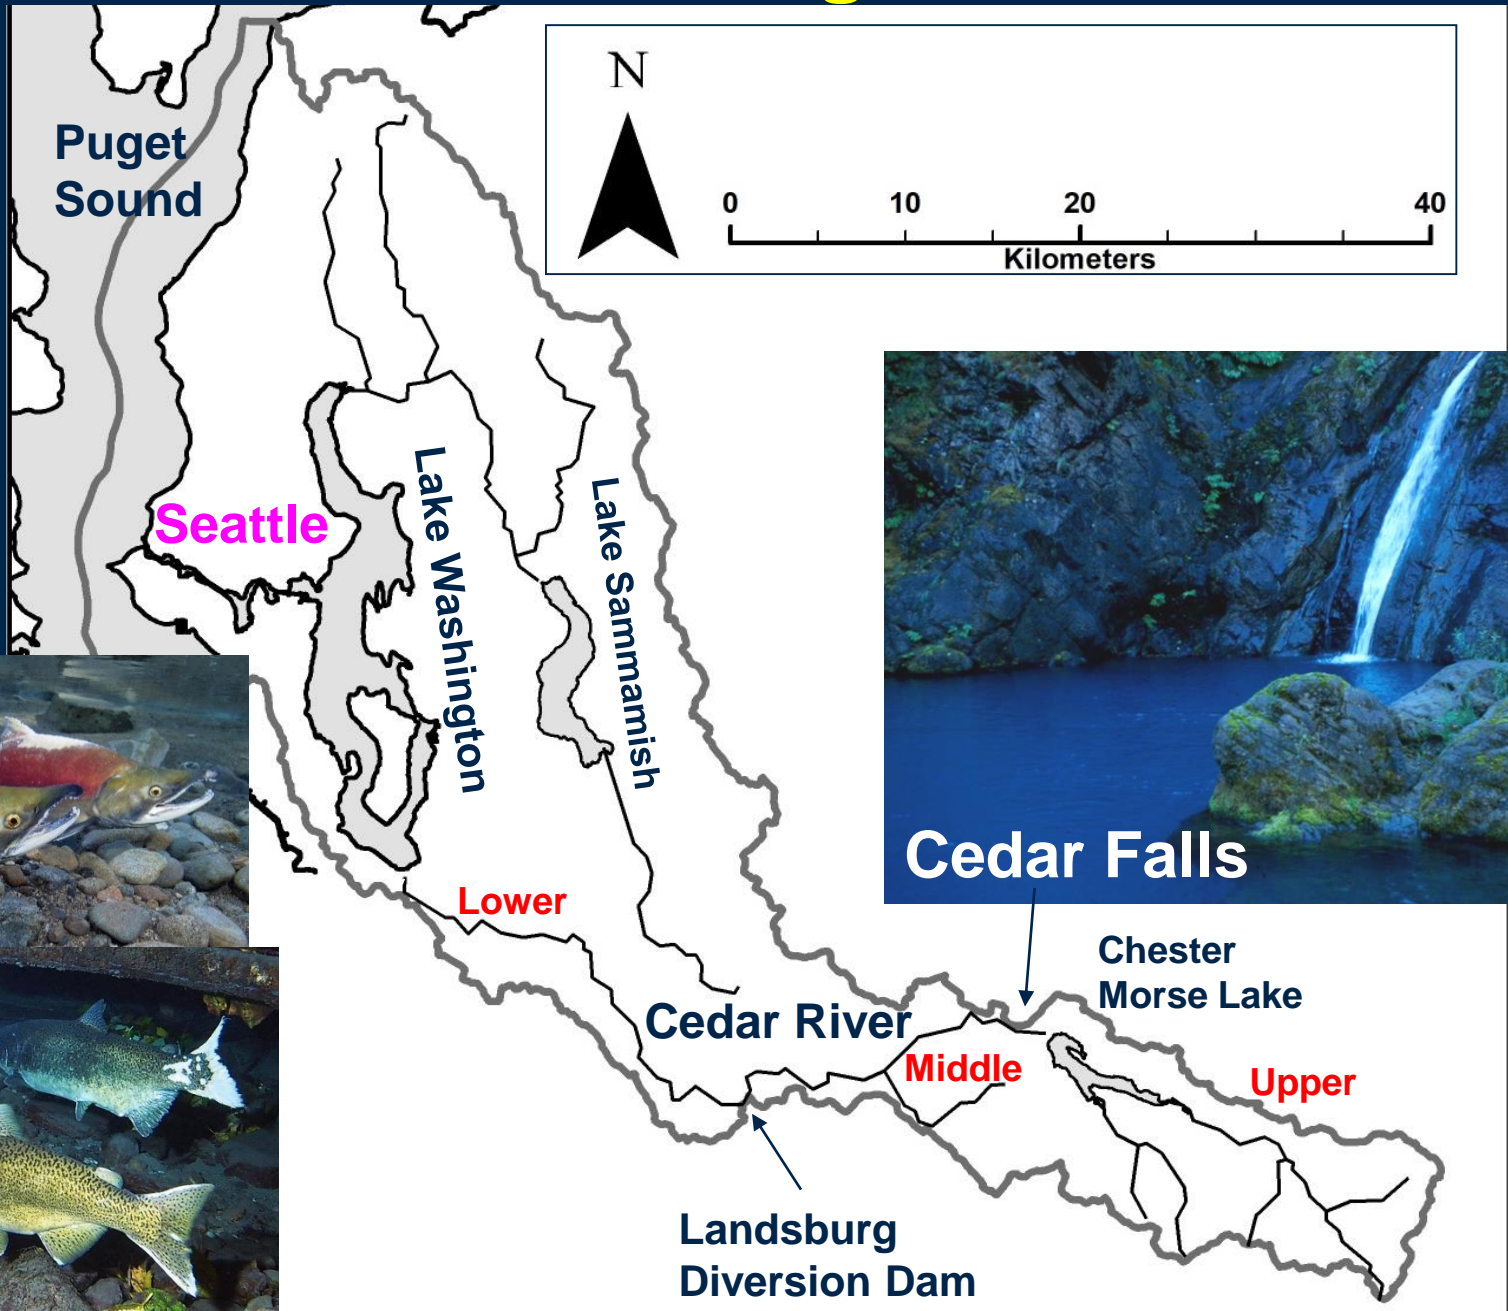 Puget
Sound
N
0 10 20 40
Kilometers
Seattle
Lake Washington
Lake Sammamish
Cedar Falls
Lower
Chester
Morse Lake
Cedar River
Middle
Upper
Landsburg
Diversion Dam